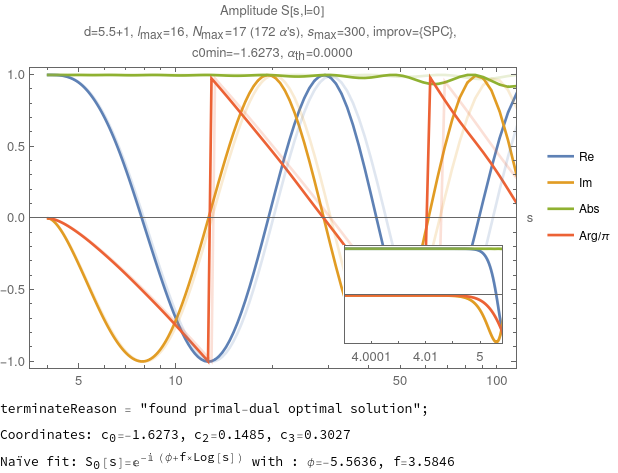 Amplitude S[s,l=0]
d=5.5+1, lmax=16, Nmax=17 (172 α's), smax=300, improv={SPC},
c0min=-1.6273, αth=0.0000
1.0
0.5
0.0
-0.5
-1.0
s
Re
Im
Abs
Arg/π
4.0001 4.01 5
5 10 50 100
terminateReason = "found primal-dual optimal solution";
Coordinates: c0=-1.6273, c2=0.1485, c3=0.3027
Naïve fit: S0[s]=e^-i (ϕ+f×Log[s]) with : ϕ=-5.5636, f=3.5846